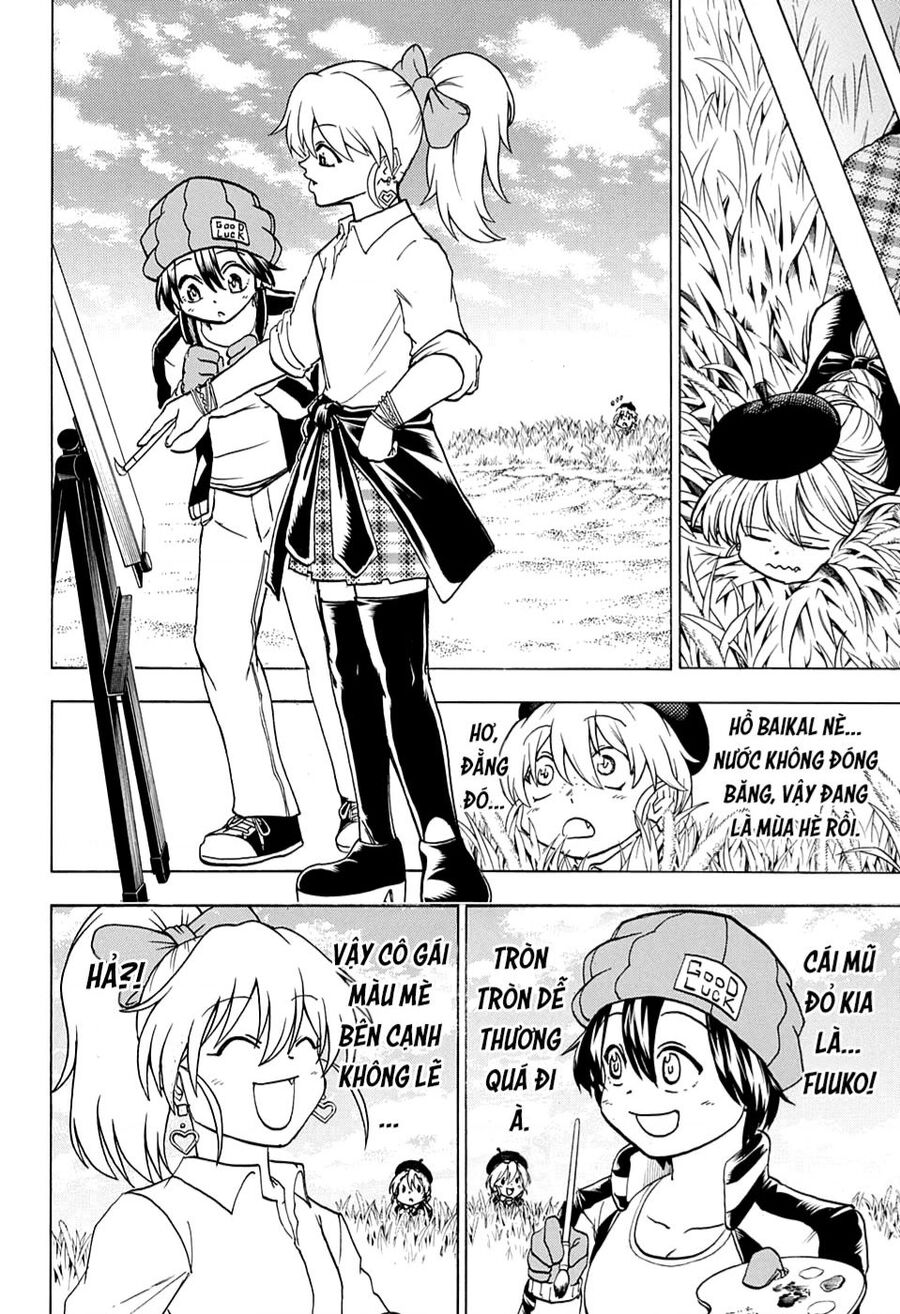 GOOD
LUCK
HỒ BAIKAL NÈ...
NƯỚC KHÔNG ĐÓNG
BĂNG, VẬY ĐANG
LÀ MÙA HÈ RỒI.
HƠ,
ĐẰNG
ĐÓ...
CÁI MŨ
ĐỎ KIA
LÀ...
FUUKO!
GOOD
LUCK
TRÒN
TRÒN DỄ
THƯƠNG
QUÁ ĐI
À.
VẬY CÔ GÁI
MÀU MÈ
BÊN CẠNH
KHÔNG LẼ
...
HẢ?!